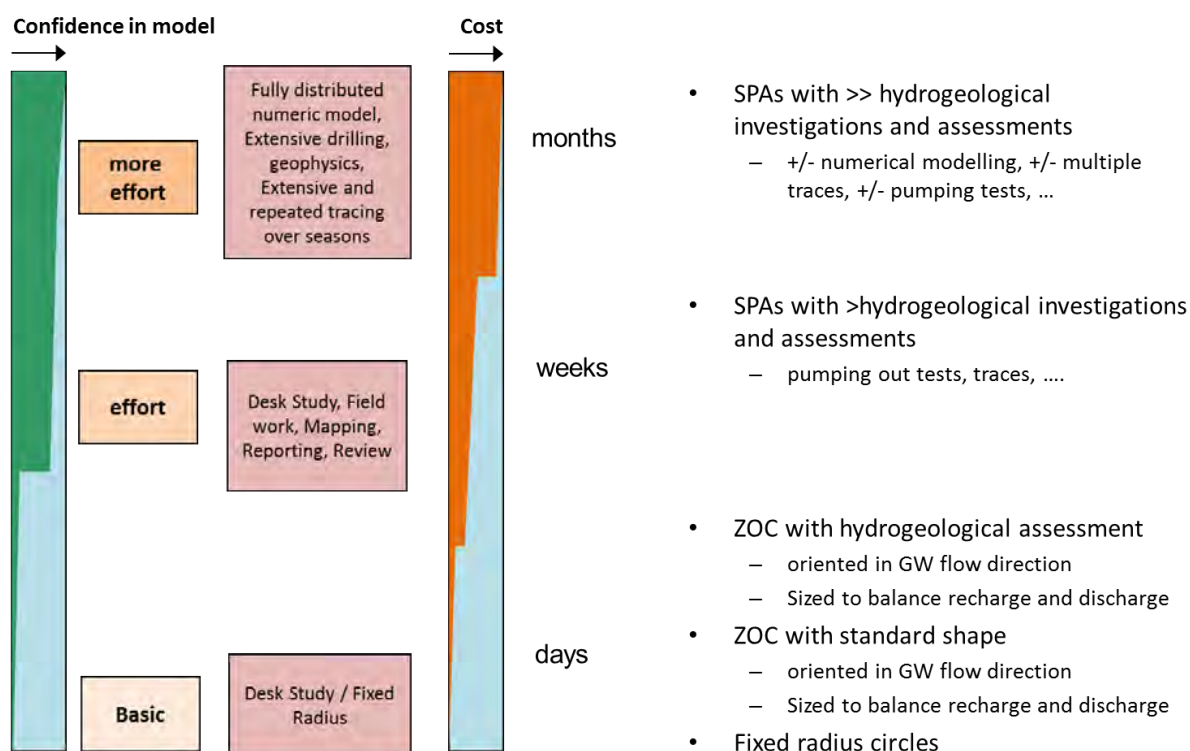 Confidence in model
Cost
Fully distributed
numeric model,
Extensive drilling,
geophysics,
Extensive and
repeated tracing
over seasons
more
effort
months
• SPAs with >> hydrogeological
investigations and assessments
– +/- numerical modelling, +/- multiple
traces, +/- pumping tests, …
effort
Desk Study, Field
work, Mapping,
Reporting, Review
weeks
• SPAs with >hydrogeological investigations
and assessments
– pumping out tests, traces, ….
Basic
Desk Study / Fixed
Radius
days
• ZOC with hydrogeological assessment
– oriented in GW flow direction
– Sized to balance recharge and discharge
• ZOC with standard shape
– oriented in GW flow direction
– Sized to balance recharge and discharge
• Fixed radius circles